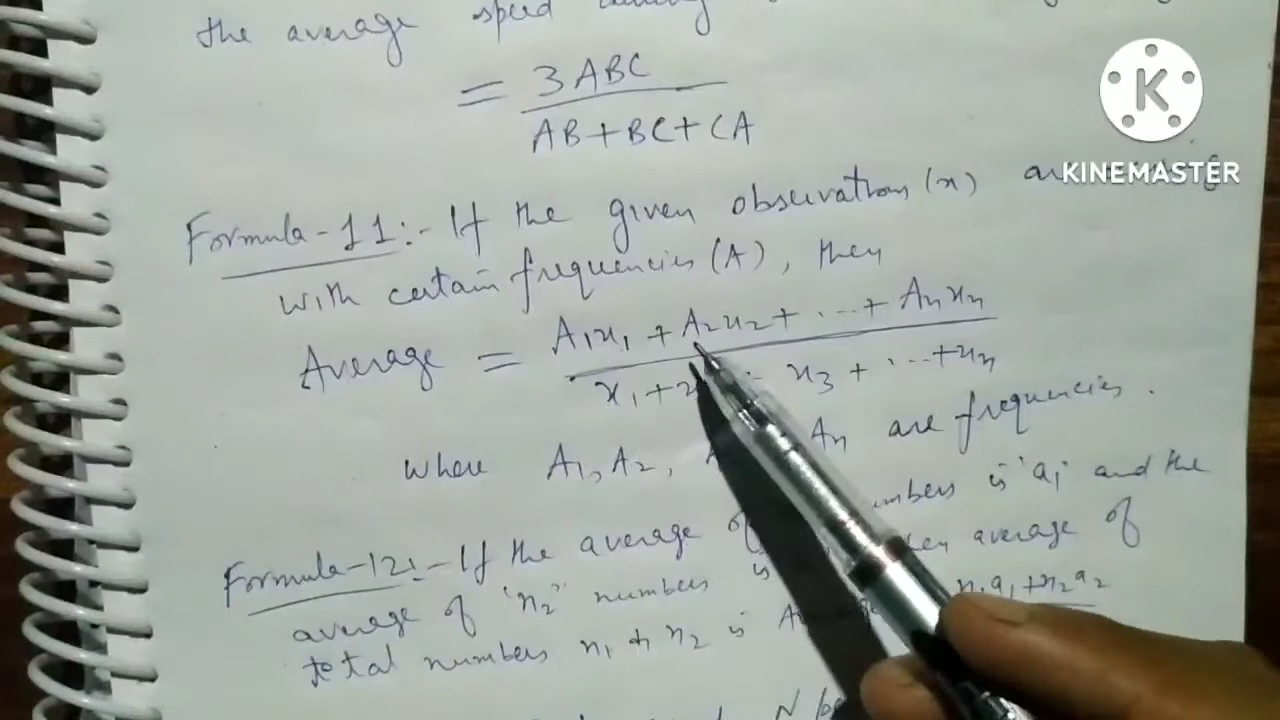 the average speed
= 3ABC
AB+BC+CA
K
KINEMASTER
Formula-11:- If the given observations (x)
with certain frequencies (A), then
Average = A₁x₁ + A₂x₂ + ... + Aₙxₙ
x₁ + x₃ + ... + xₙ
where A₁, A₂, Aₙ are frequencies.
Formula-12:- If the average of numbers is 'a₁' and the
average of 'n₂' numbers is average of
total numbers n₁ + n₂ is n₁a₁ + n₂a₂
N